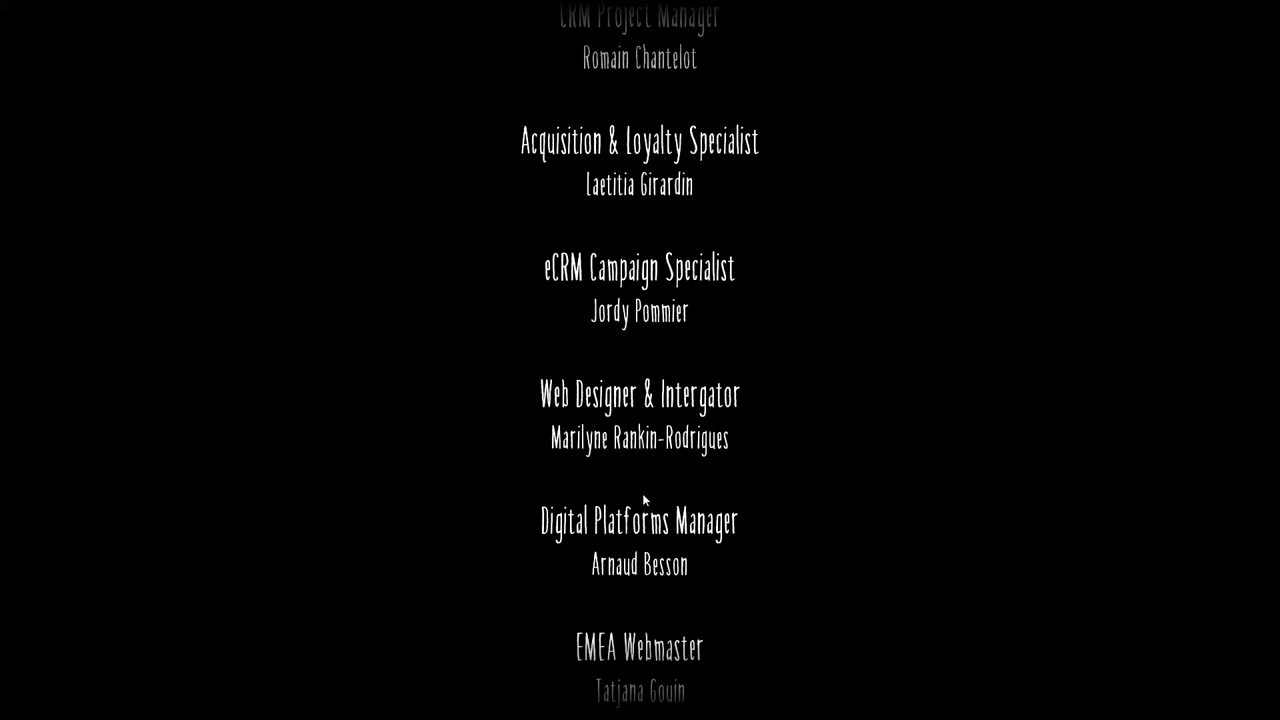 CRM Project Manager
Romain Chantelot
Acquisition & Loyalty Specialist
Laetitia Girardin
eCRM Campaign Specialist
Jordy Pommier
Web Designer & Intergator
Marilyne Rankin-Rodrigues
Digital Platforms Manager
Arnaud Besson
EMEA Webmaster
Tatjana Gouin